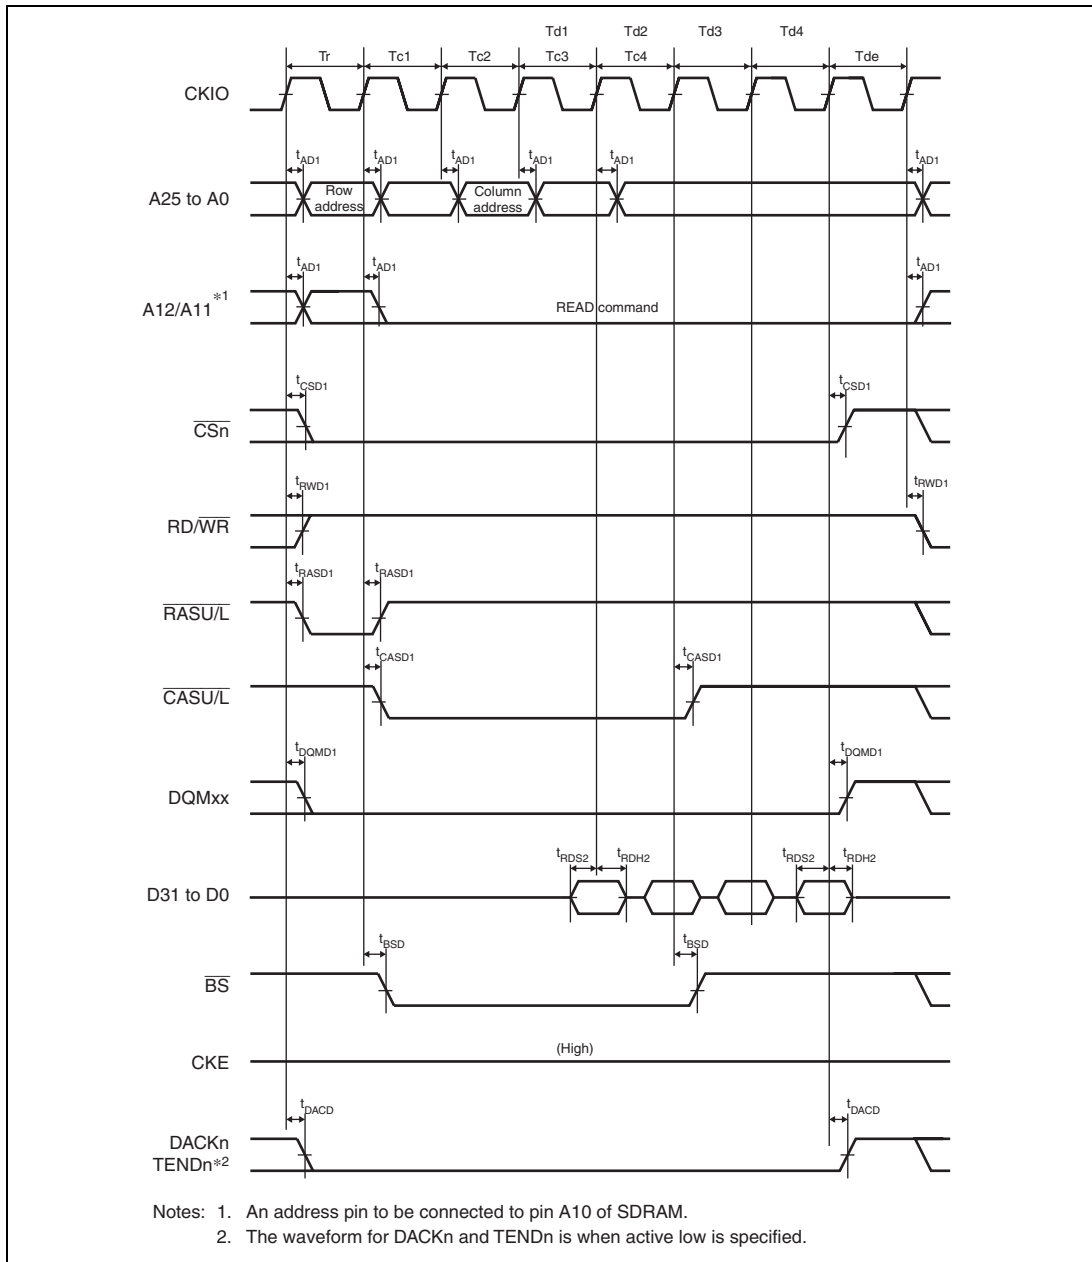 Td1 Td2 Td3 Td4
Tr Tc1 Tc2 Tc3 Tc4 Tde
CKIO
tAD1 tAD1 tAD1 tAD1 tAD1 tAD1
A25 to A0
Row address
Column address
tAD1 tAD1 tAD1
A12/A11*1
READ command
tCSD1 tCSD1
CSn
tRWD1 tRWD1
RD/WR
tRASD1 tRASD1
RASU/L
tCASD1 tCASD1
CASU/L
tDQMD1 tDQMD1
DQMxx
tRDS2 tRDH2 tRDS2 tRDH2
D31 to D0
tBSD tBSD
BS
(High)
CKE
tDACD tDACD
DACKn
TENDn*2
Notes: 1. An address pin to be connected to pin A10 of SDRAM.
2. The waveform for DACKn and TENDn is when active low is specified.